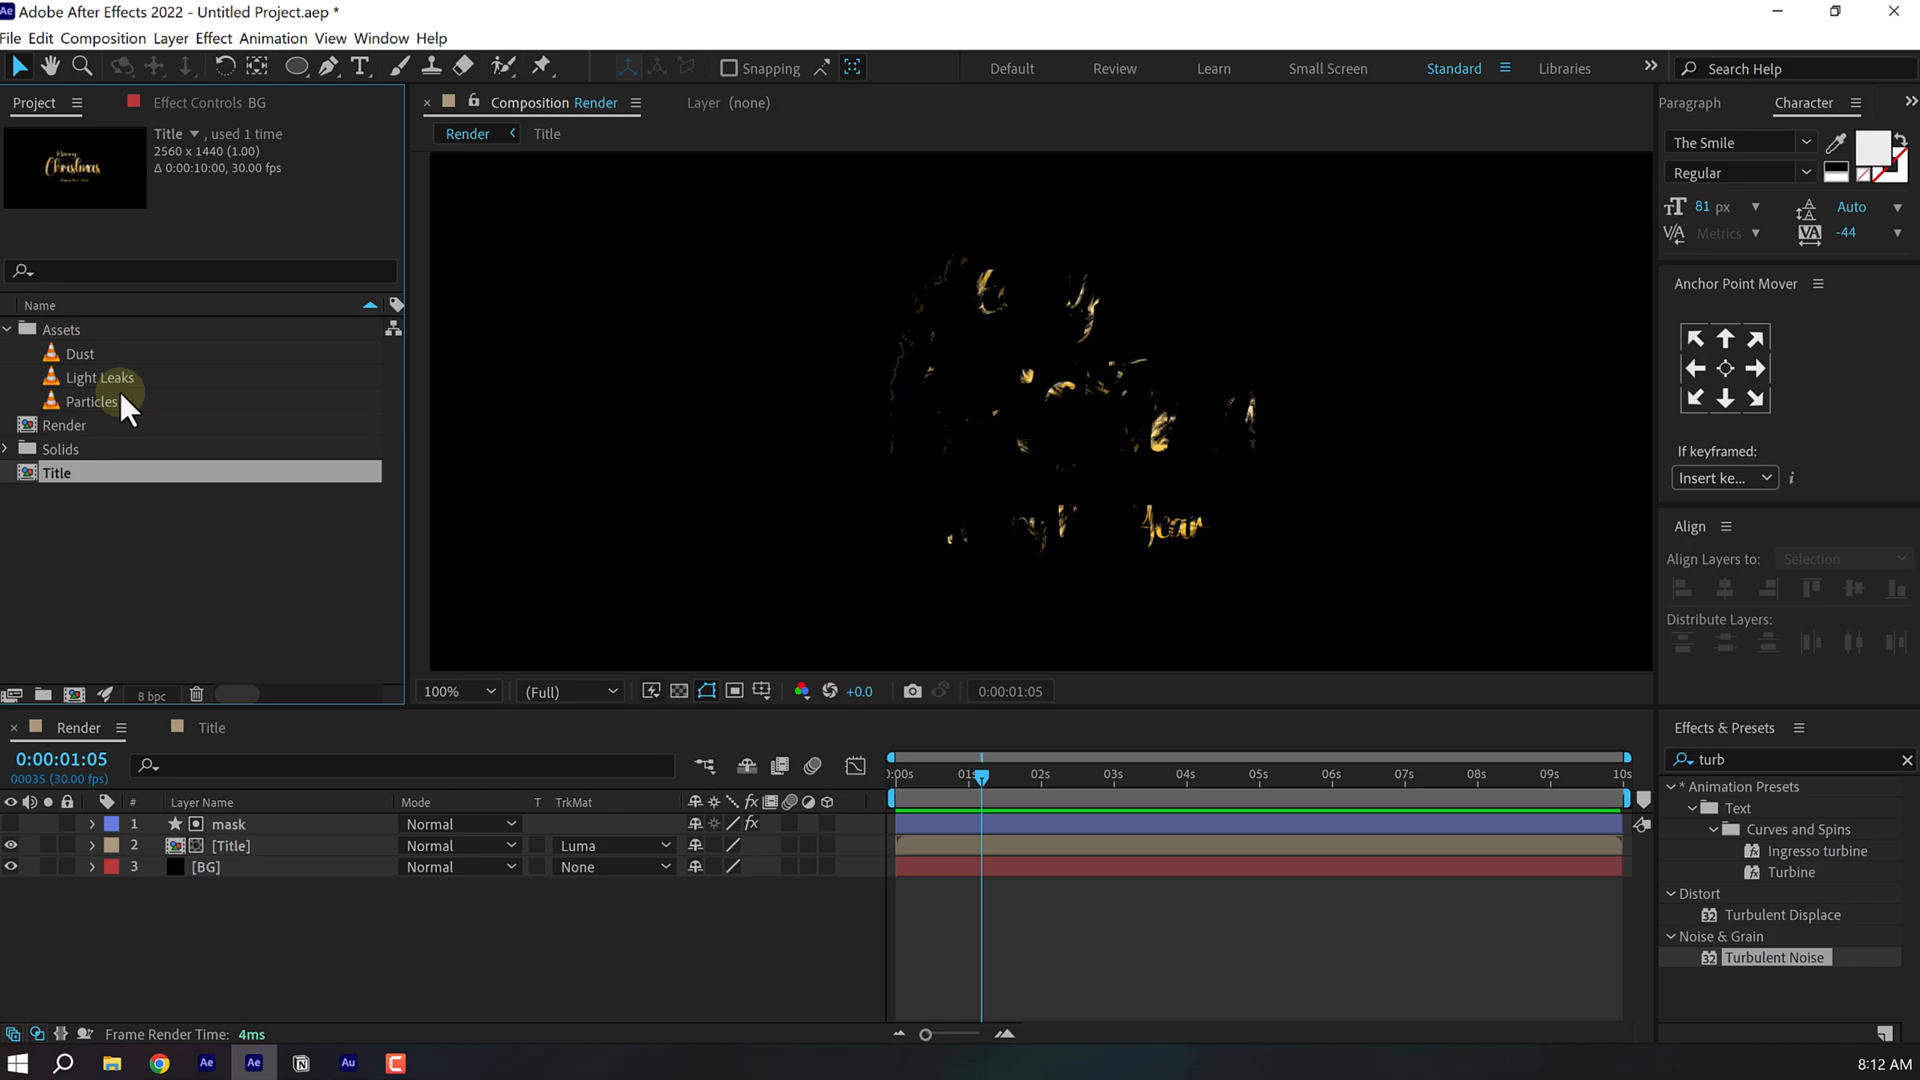 Adobe After Effects 2022 - Untitled Project.aep *
File Edit Composition Layer Effect Animation View Window Help
Snapping
Default Review Learn Small Screen Standard Libraries
Search Help
Project Effect Controls BG
Composition Render Layer (none)
Paragraph Character
Title , used 1 time
2560 x 1440 (1.00)
Δ 0:00:10:00, 30.00 fps
Merry
Christmas
Render Title
The Smile
Regular
81 px Auto
Metrics -44
Anchor Point Mover
Name
Assets
Dust
Light Leaks
Particles
Render
Solids
Title
If keyframed:
Insert ke...
Align
Align Layers to: Selection
Distribute Layers:
8 bpc
100% (Full) +0.0 0:00:01:05
Render Title
0:00:01:05
00035 (30.00 fps)
:00s 01s 02s 03s 04s 05s 06s 07s 08s 09s 10s
# Layer Name Mode T TrkMat
1 mask Normal
2 [Title] Normal Luma
3 [BG] Normal None
Effects & Presets
turb
* Animation Presets
Text
Curves and Spins
Ingresso turbine
Turbine
Distort
32 Turbulent Displace
Noise & Grain
32 Turbulent Noise
Frame Render Time: 4ms
8:12 AM